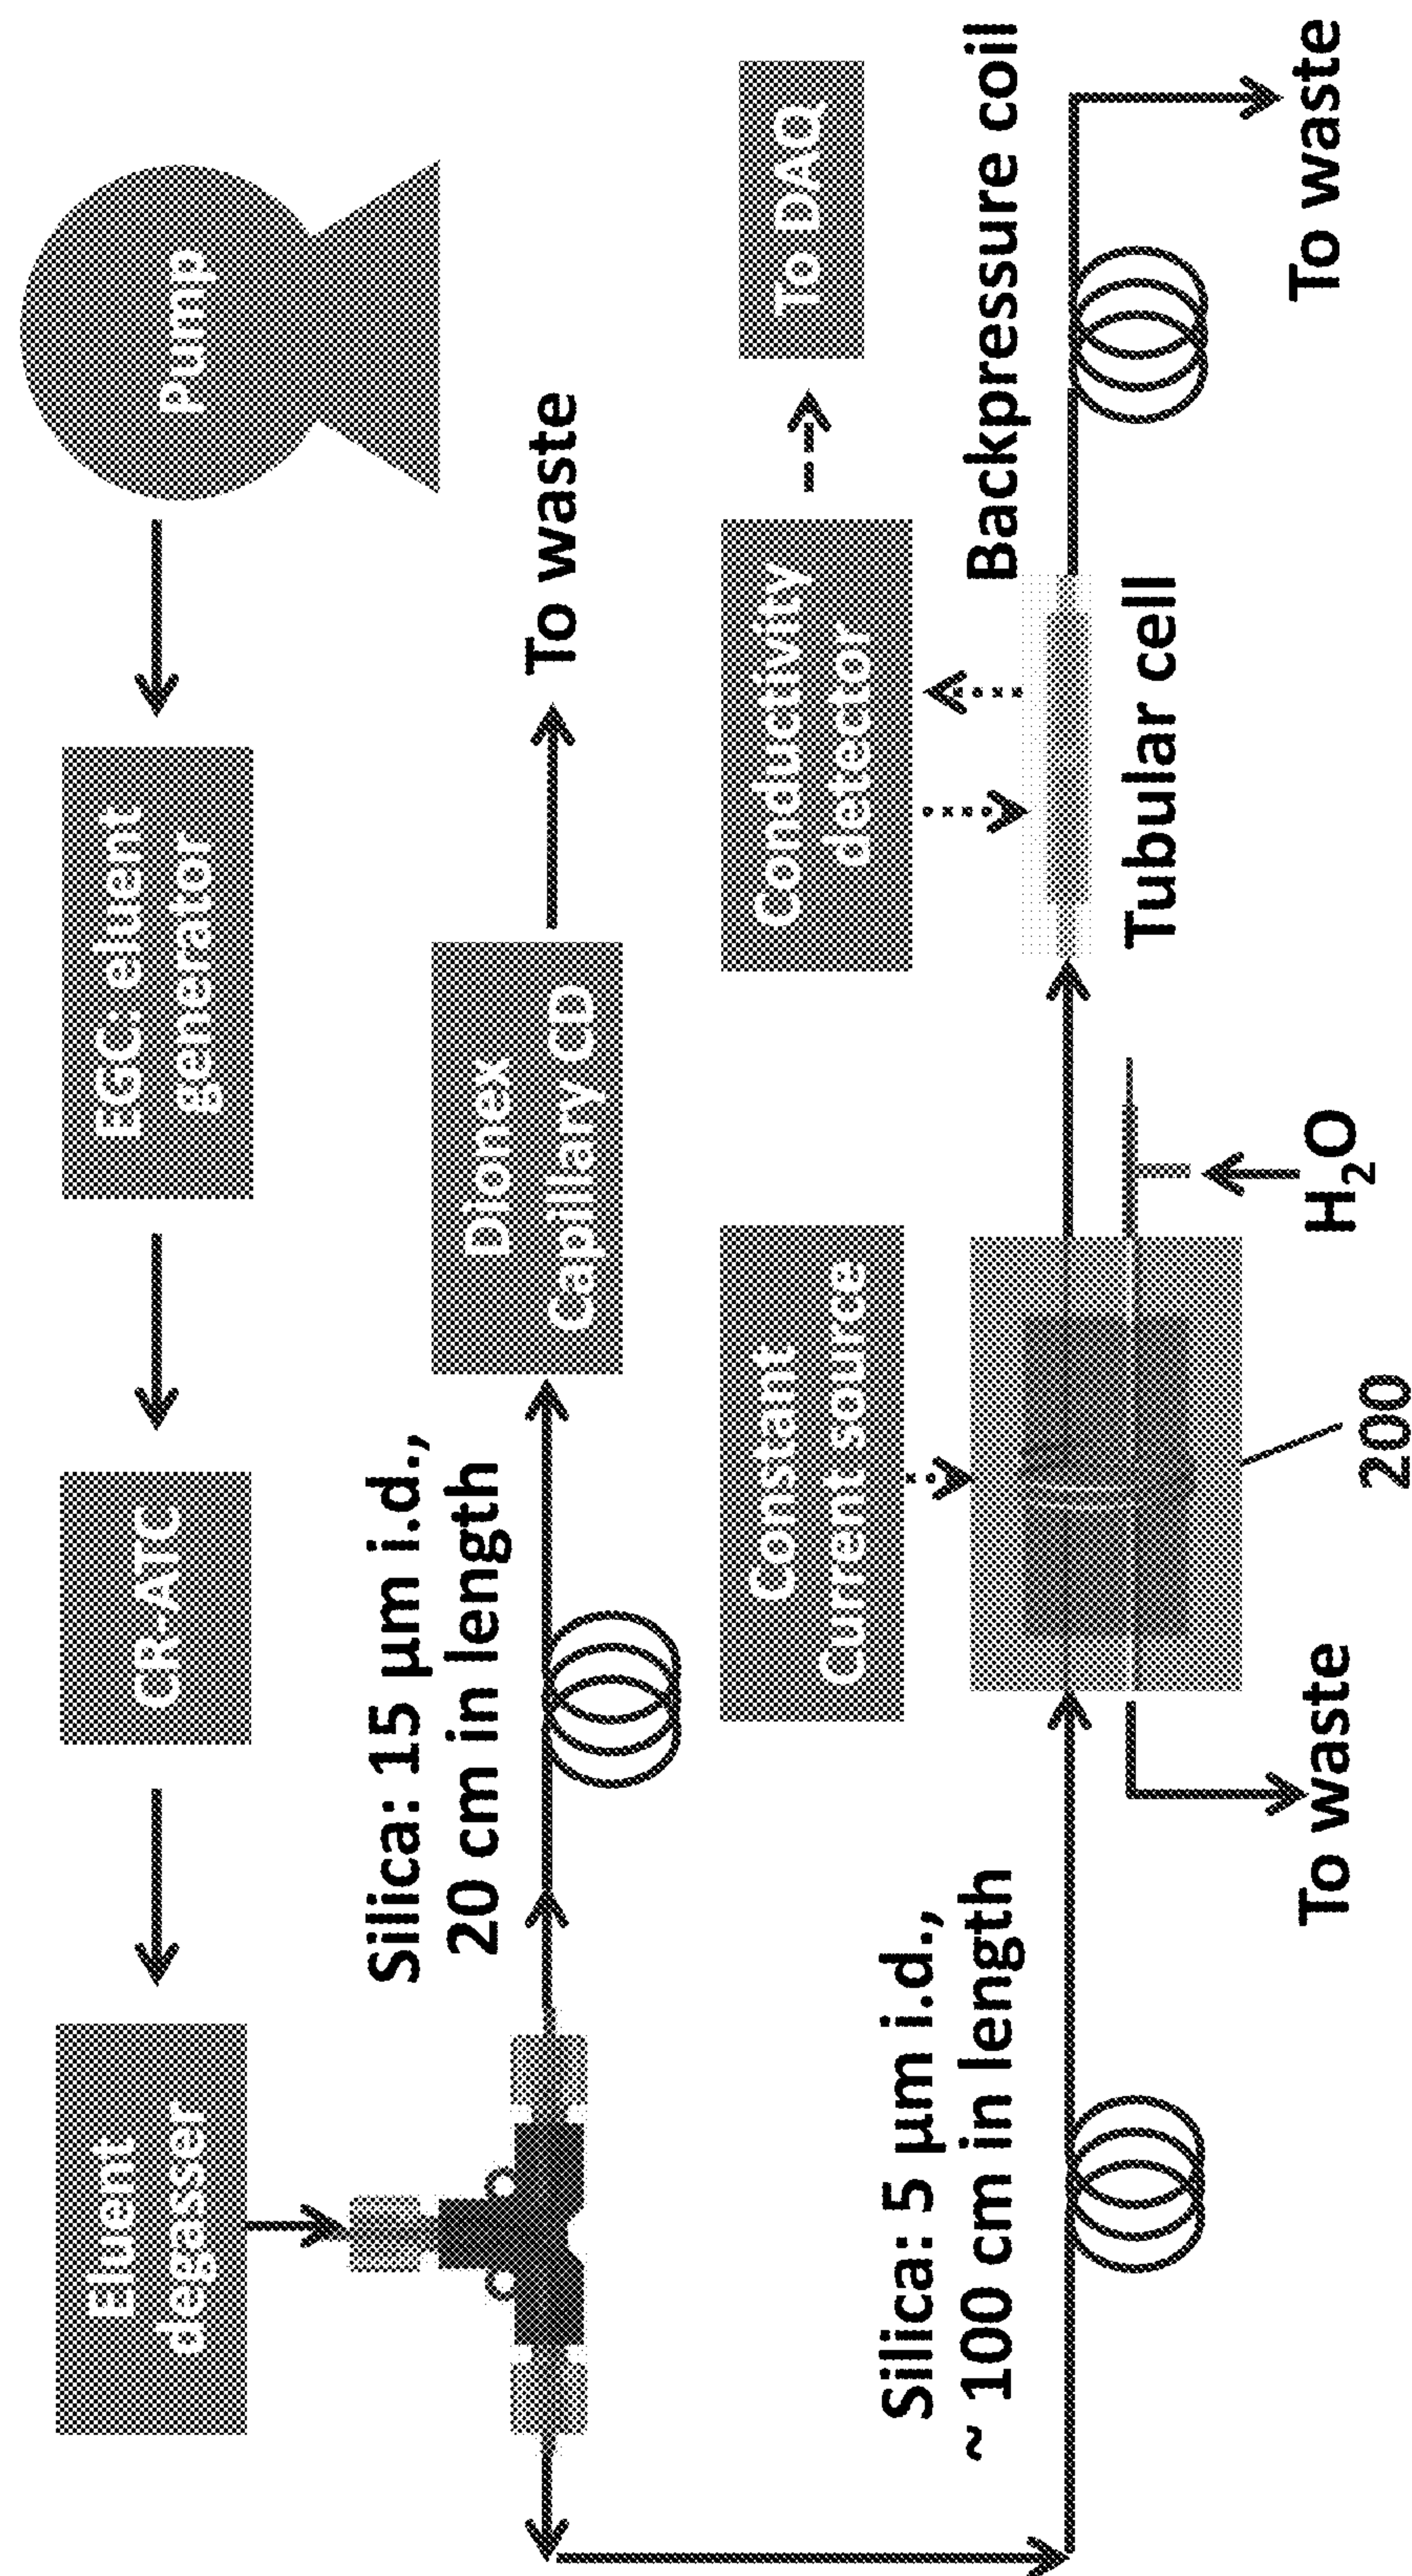 Pump
EGC: eluent
generator
CR-ATC
Eluent
degasser
Silica: 15 µm i.d.,
20 cm in length
Dionex
Capillary CD
To waste
Silica: 5 µm i.d.,
~ 100 cm in length
Constant
Current source
Conductivity
detector
To DAQ
Backpressure coil
Tubular cell
H₂O
To waste
200
To waste